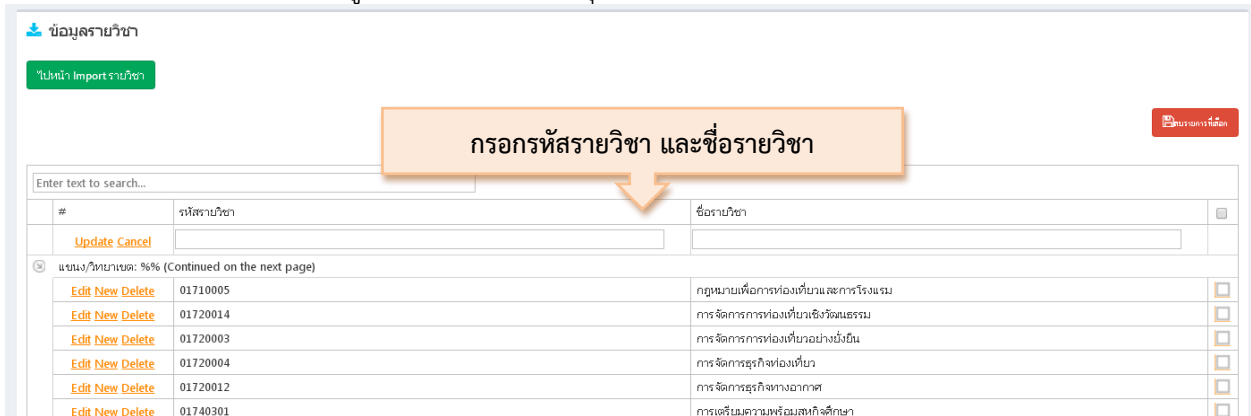 ข้อมูลรายวิชา
ไปหน้า Import รายวิชา
ลบรายการที่เลือก
กรอกรหัสรายวิชา และชื่อรายวิชา
Enter text to search...
# รหัสรายวิชา ชื่อรายวิชา
Update Cancel
แขนง/วิทยาเขต: %% (Continued on the next page)
Edit New Delete 01710005 กฎหมายเพื่อการท่องเที่ยวและการโรงแรม
Edit New Delete 01720014 การจัดการการท่องเที่ยวเชิงวัฒนธรรม
Edit New Delete 01720003 การจัดการการท่องเที่ยวอย่างยั่งยืน
Edit New Delete 01720004 การจัดการธุรกิจท่องเที่ยว
Edit New Delete 01720012 การจัดการธุรกิจทางอากาศ
Edit New Delete 01740301 การเตรียมความพร้อมสหกิจศึกษา